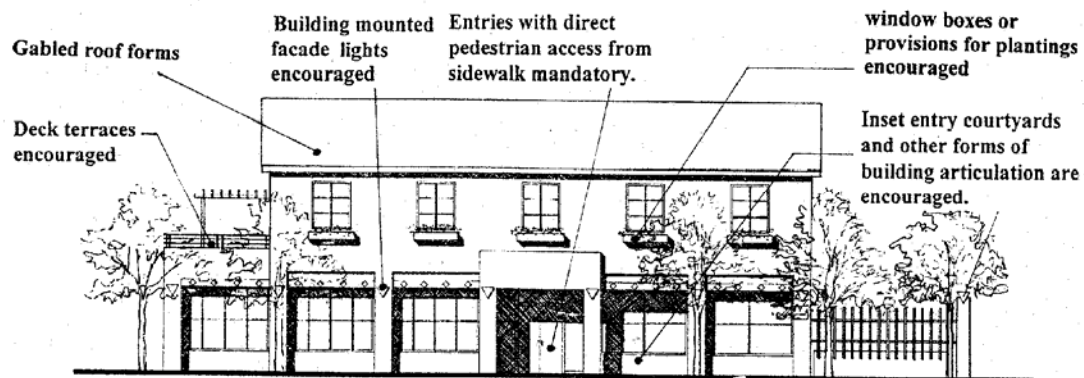 Gabled roof forms
Building mounted
facade lights
encouraged
Entries with direct
pedestrian access from
sidewalk mandatory.
window boxes or
provisions for plantings
encouraged
Deck terraces
encouraged
Inset entry courtyards
and other forms of
building articulation are
encouraged.